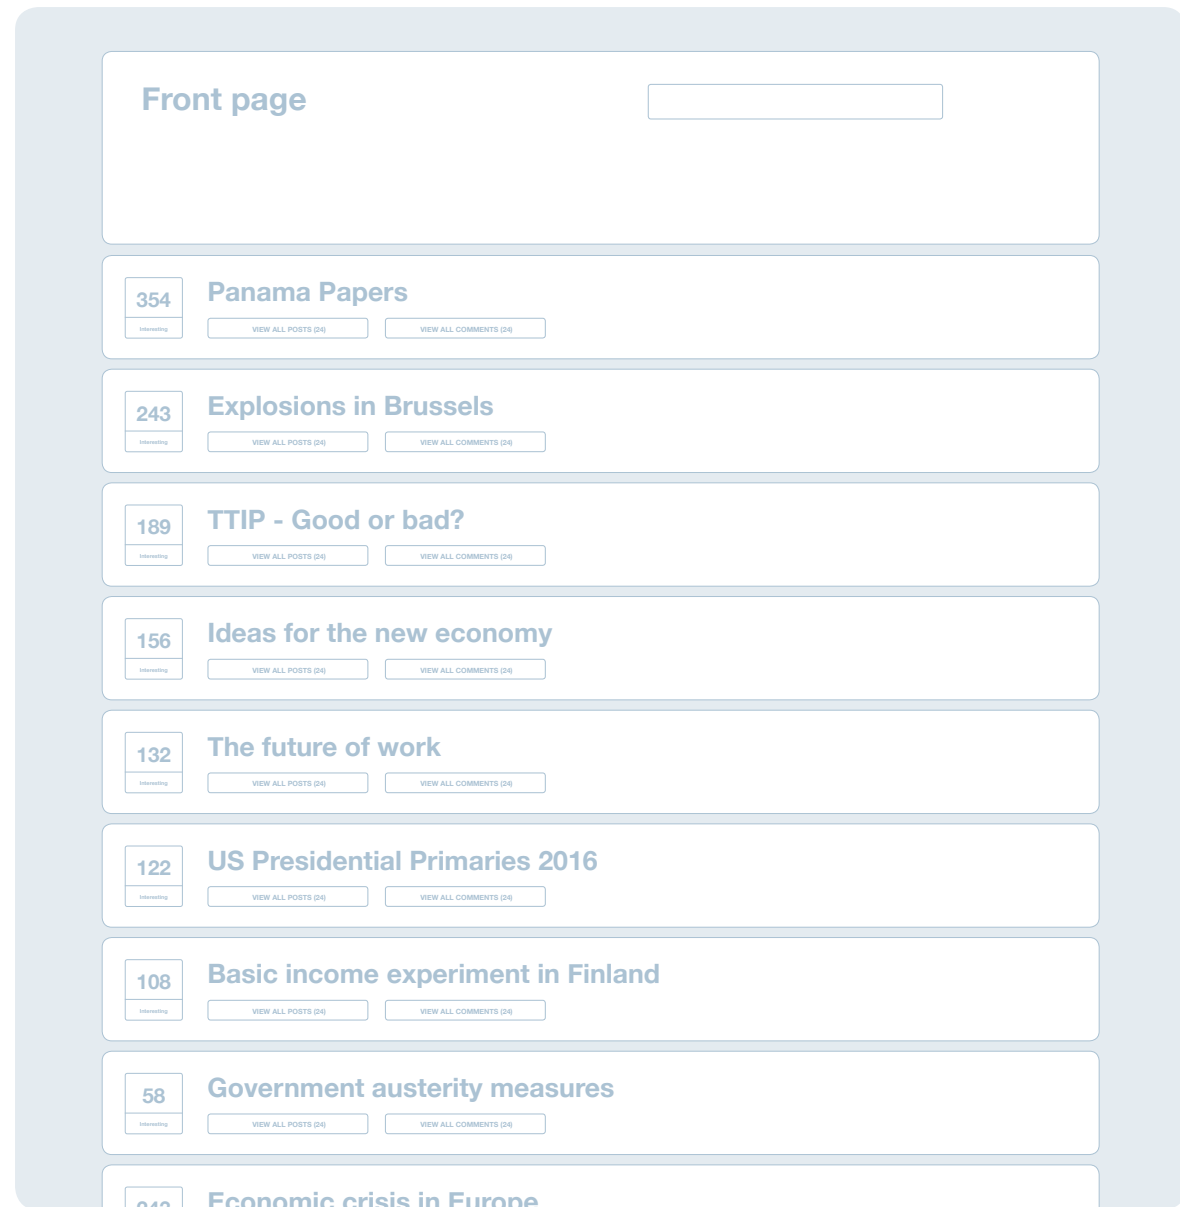 Front page
354
Interesting
Panama Papers
VIEW ALL POSTS (24) VIEW ALL COMMENTS (24)
243
Interesting
Explosions in Brussels
VIEW ALL POSTS (24) VIEW ALL COMMENTS (24)
189
Interesting
TTIP - Good or bad?
VIEW ALL POSTS (24) VIEW ALL COMMENTS (24)
156
Interesting
Ideas for the new economy
VIEW ALL POSTS (24) VIEW ALL COMMENTS (24)
132
Interesting
The future of work
VIEW ALL POSTS (24) VIEW ALL COMMENTS (24)
122
Interesting
US Presidential Primaries 2016
VIEW ALL POSTS (24) VIEW ALL COMMENTS (24)
108
Interesting
Basic income experiment in Finland
VIEW ALL POSTS (24) VIEW ALL COMMENTS (24)
58
Interesting
Government austerity measures
VIEW ALL POSTS (24) VIEW ALL COMMENTS (24)
Economic crisis in Europe